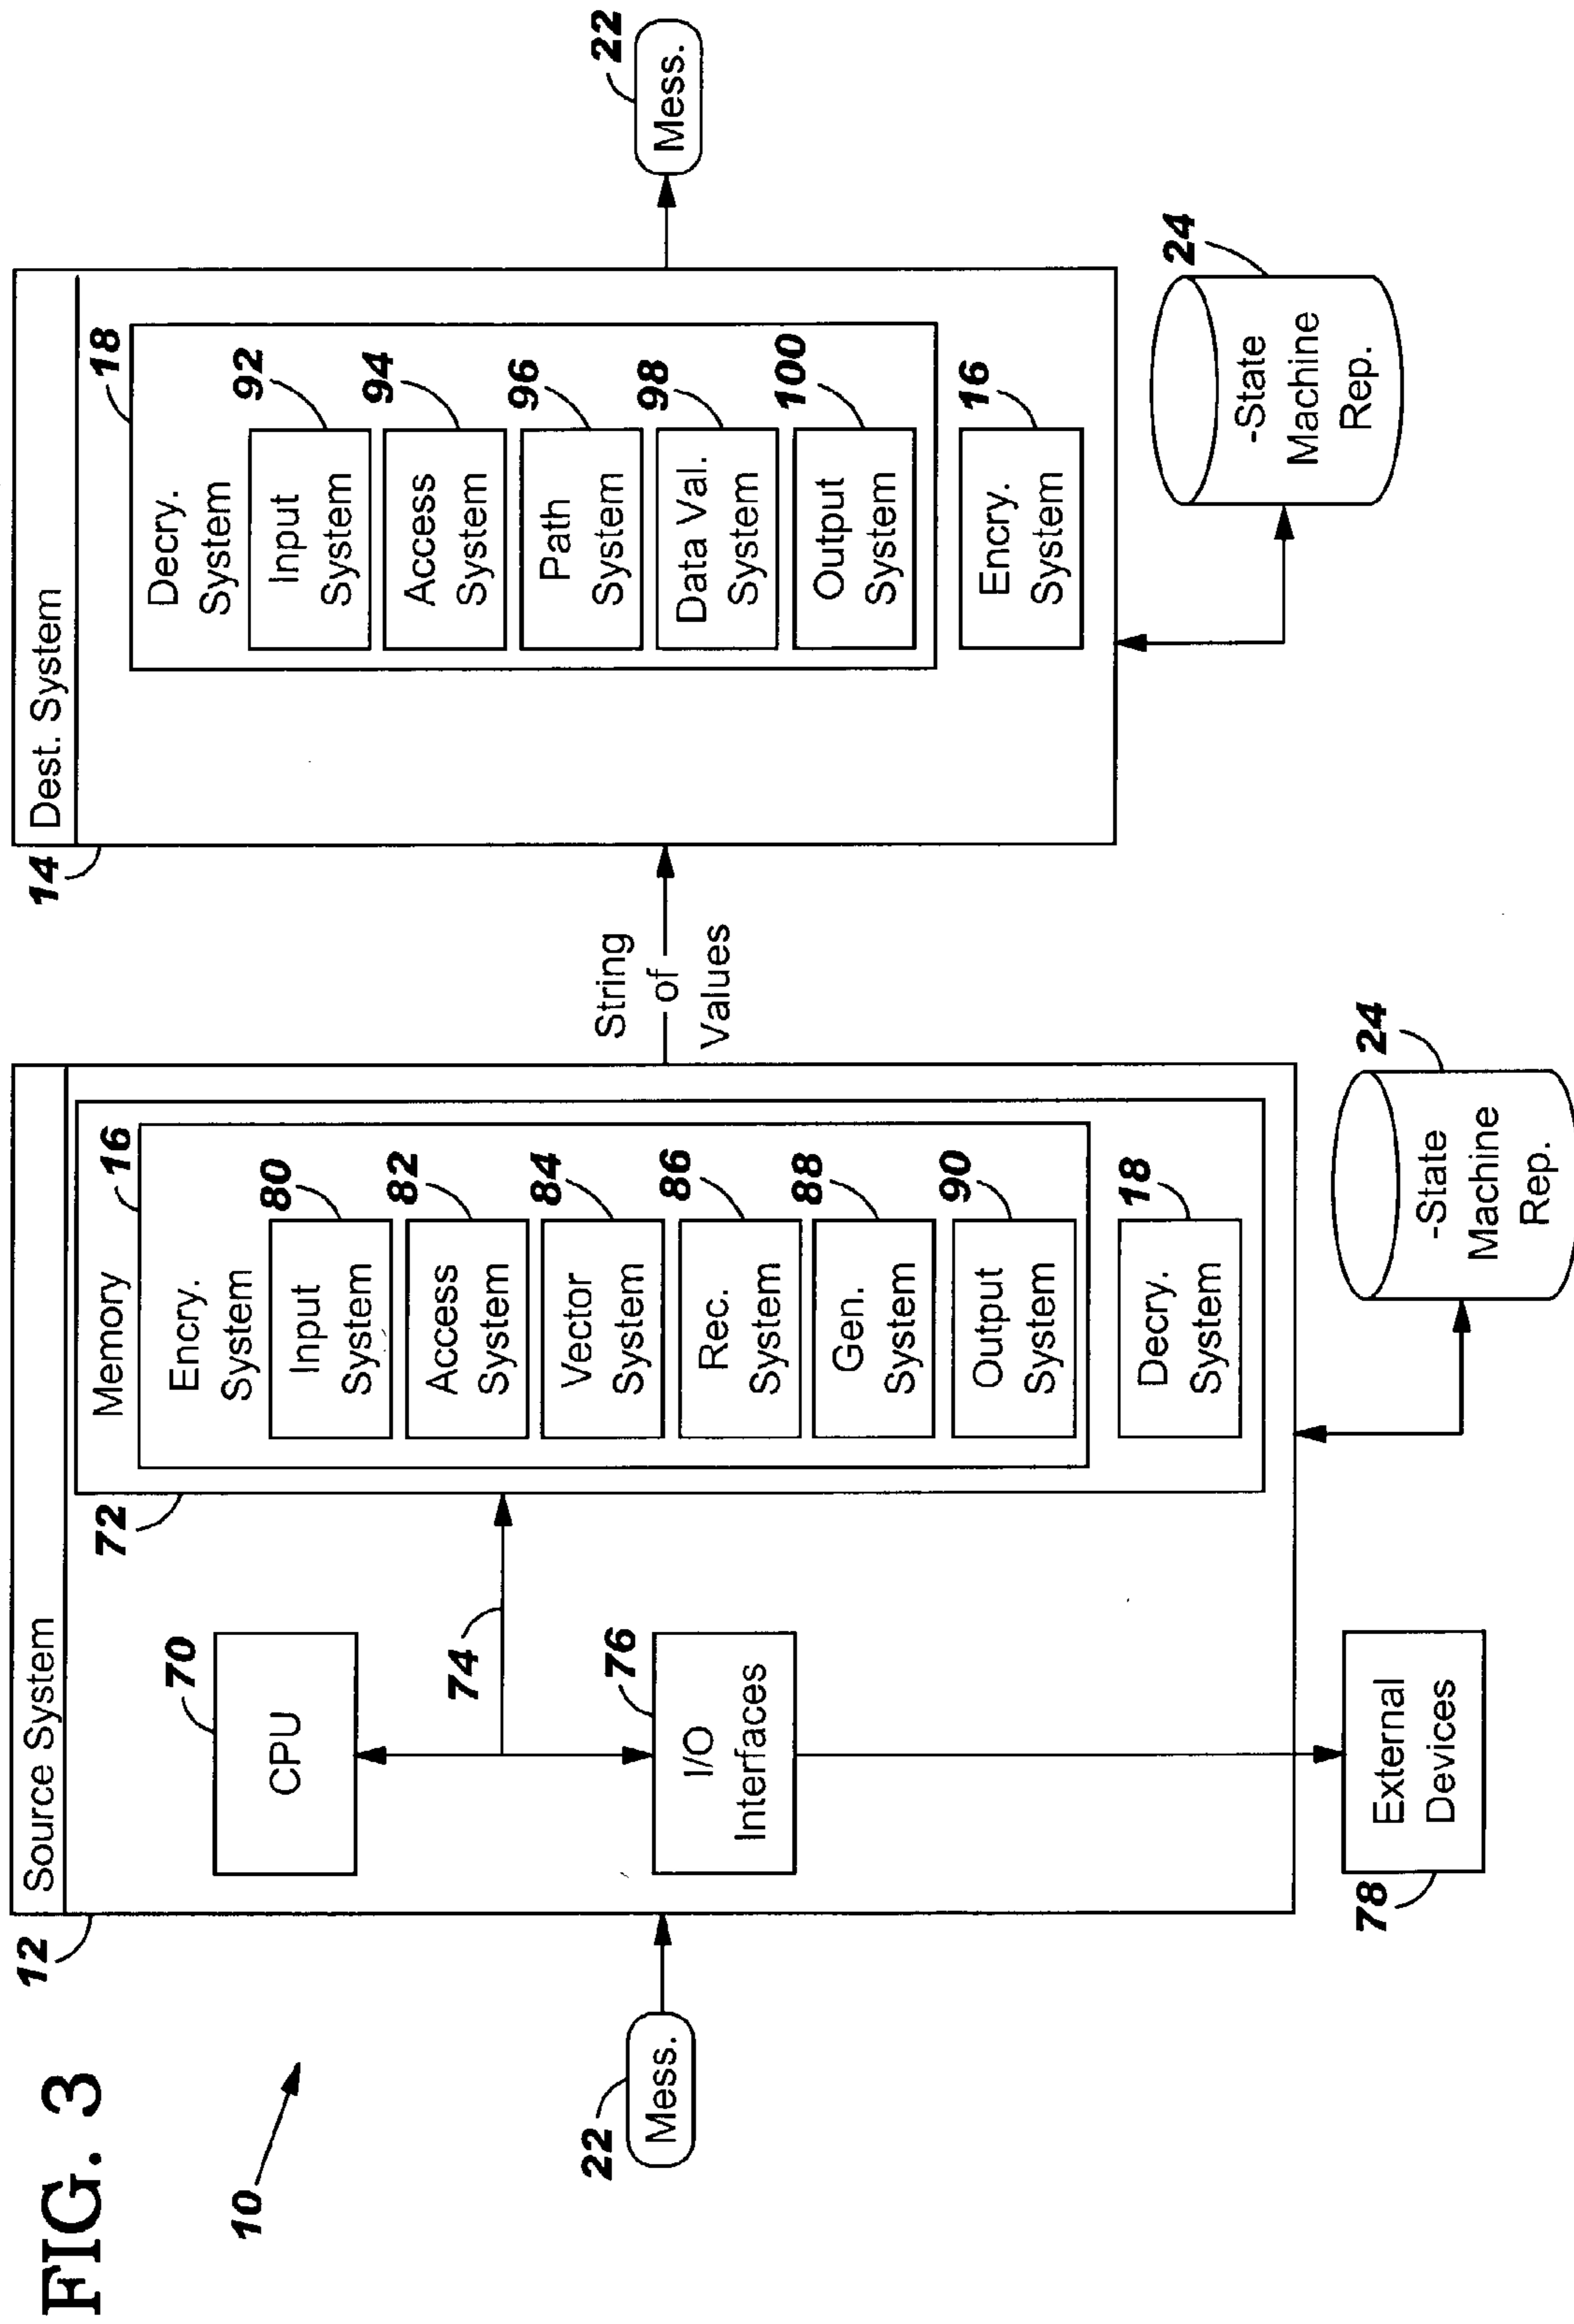 FIG. 3
10
22
Mess.
12
Source System
70
CPU
74
76
I/O
Interfaces
78
External
Devices
72
Memory
16
Encry.
System
80
Input
System
82
Access
System
84
Vector
System
86
Rec.
System
88
Gen.
System
90
Output
System
18
Decry.
System
24
-State
Machine
Rep.
String
of
Values
14
Dest. System
18
Decry.
System
92
Input
System
94
Access
System
96
Path
System
98
Data Val.
System
100
Output
System
16
Encry.
System
24
-State
Machine
Rep.
22
Mess.